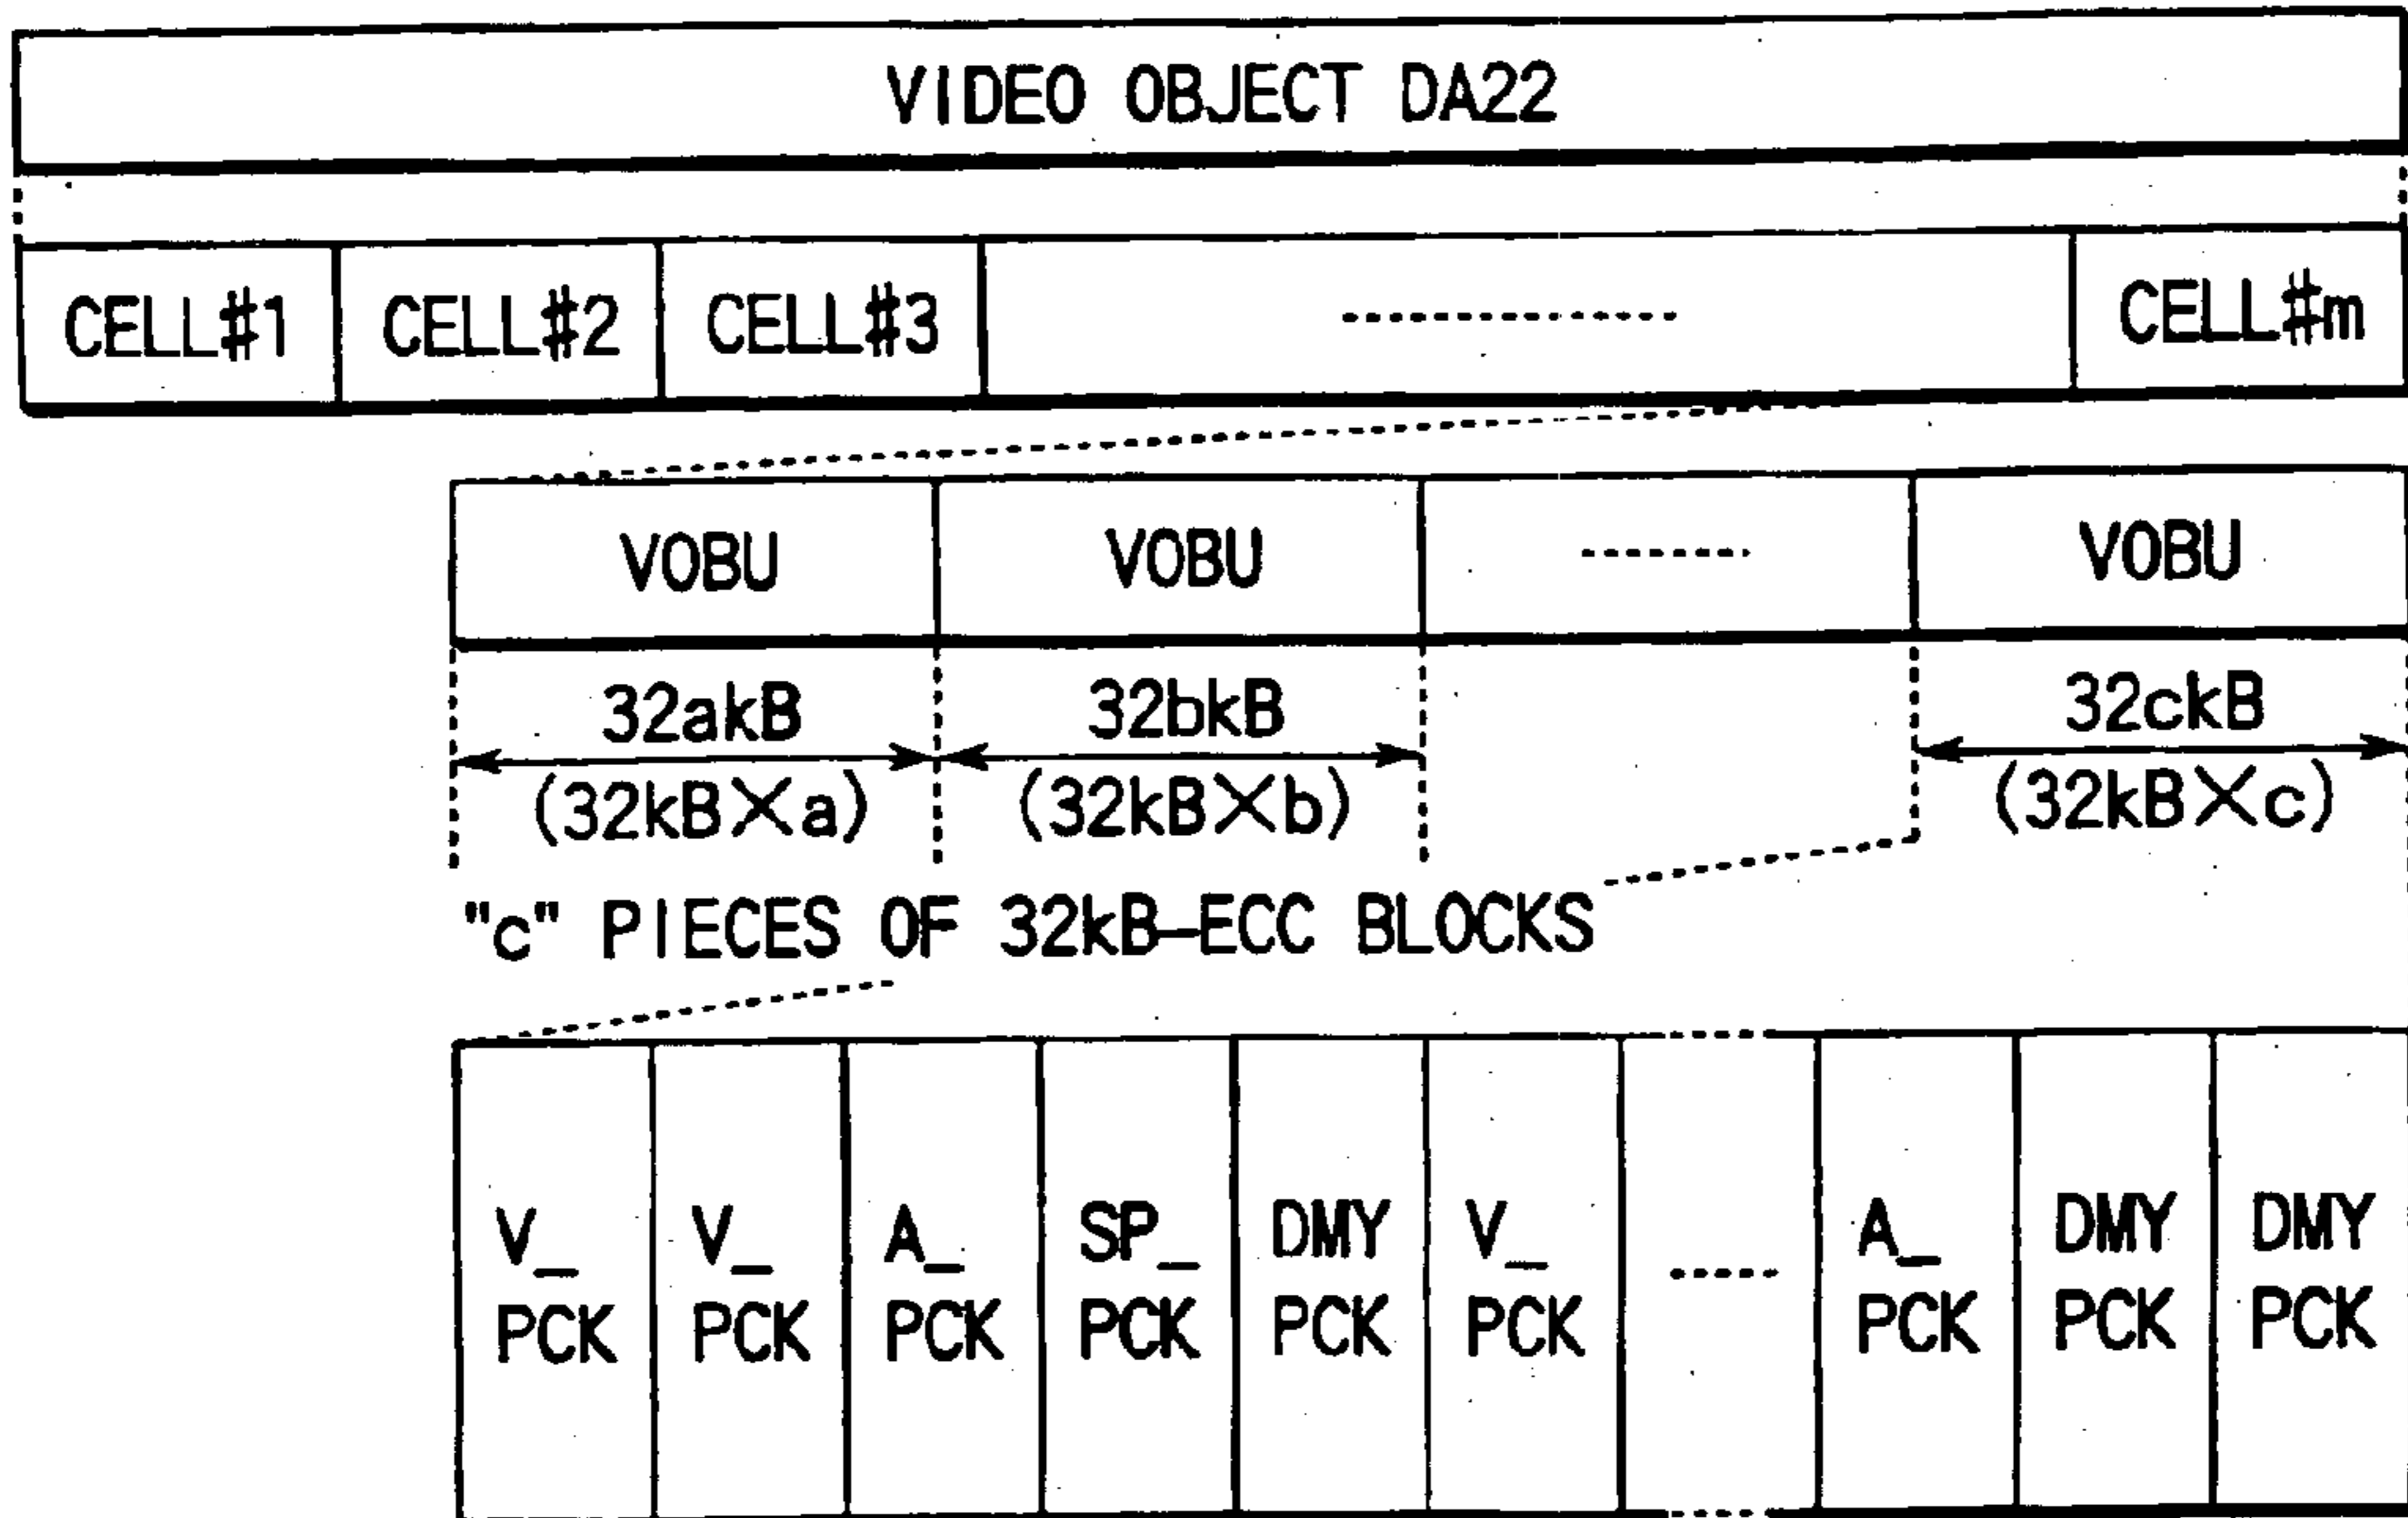 VIDEO OBJECT DA22
CELL#1 CELL#2 CELL#3 CELL#m
VOBU VOBU VOBU
32akB 32bkB 32ckB
(32kB×a) (32kB×b) (32kB×c)
"c" PIECES OF 32kB-ECC BLOCKS
V_ V_ A_ SP_ DMY V_ A_ DMY DMY
PCK PCK PCK PCK PCK PCK PCK PCK PCK